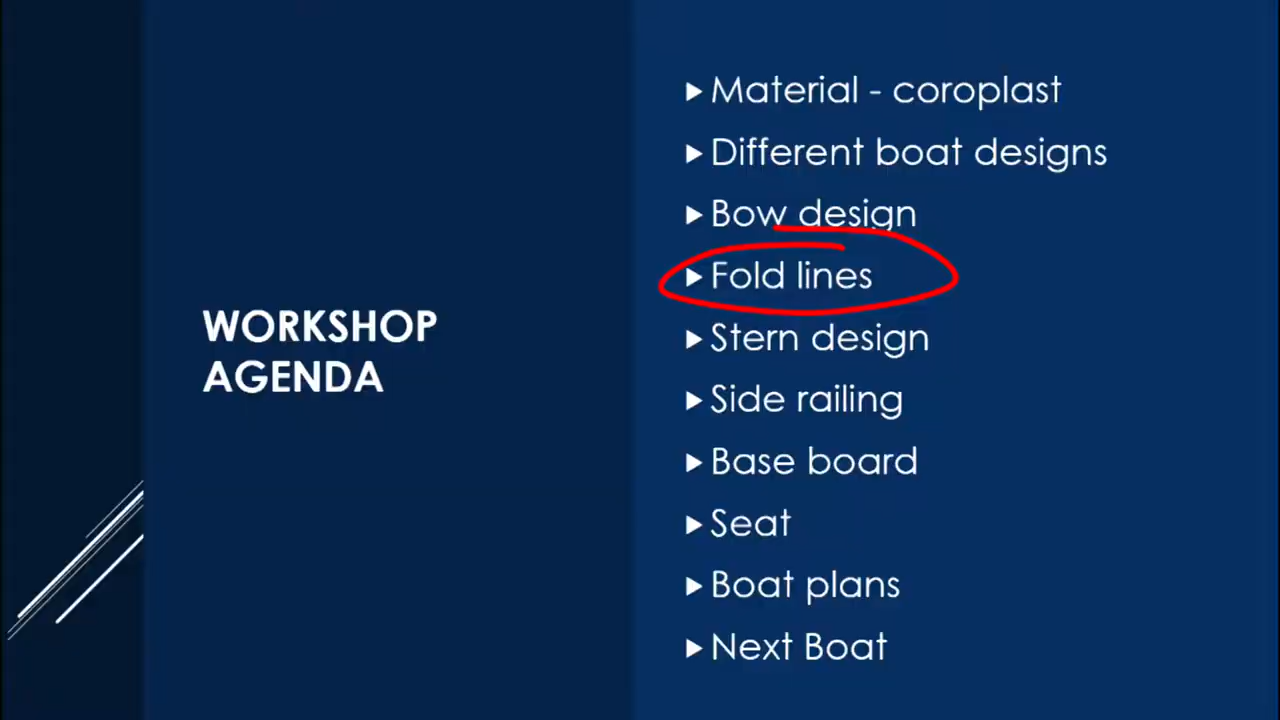 WORKSHOP
AGENDA
Material - coroplast
Different boat designs
Bow design
Fold lines
Stern design
Side railing
Base board
Seat
Boat plans
Next Boat